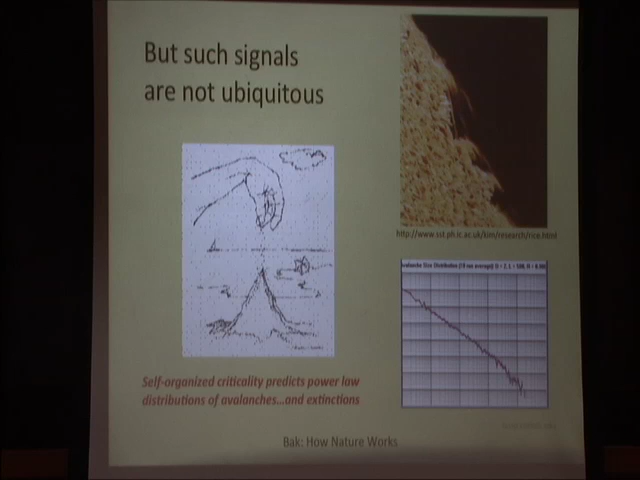 But such signals
are not ubiquitous
http://www.sst.ph.ic.ac.uk/kim/research/rice.html
Self-organized criticality predicts power law
distributions of avalanches...and extinctions
Bak: How Nature Works